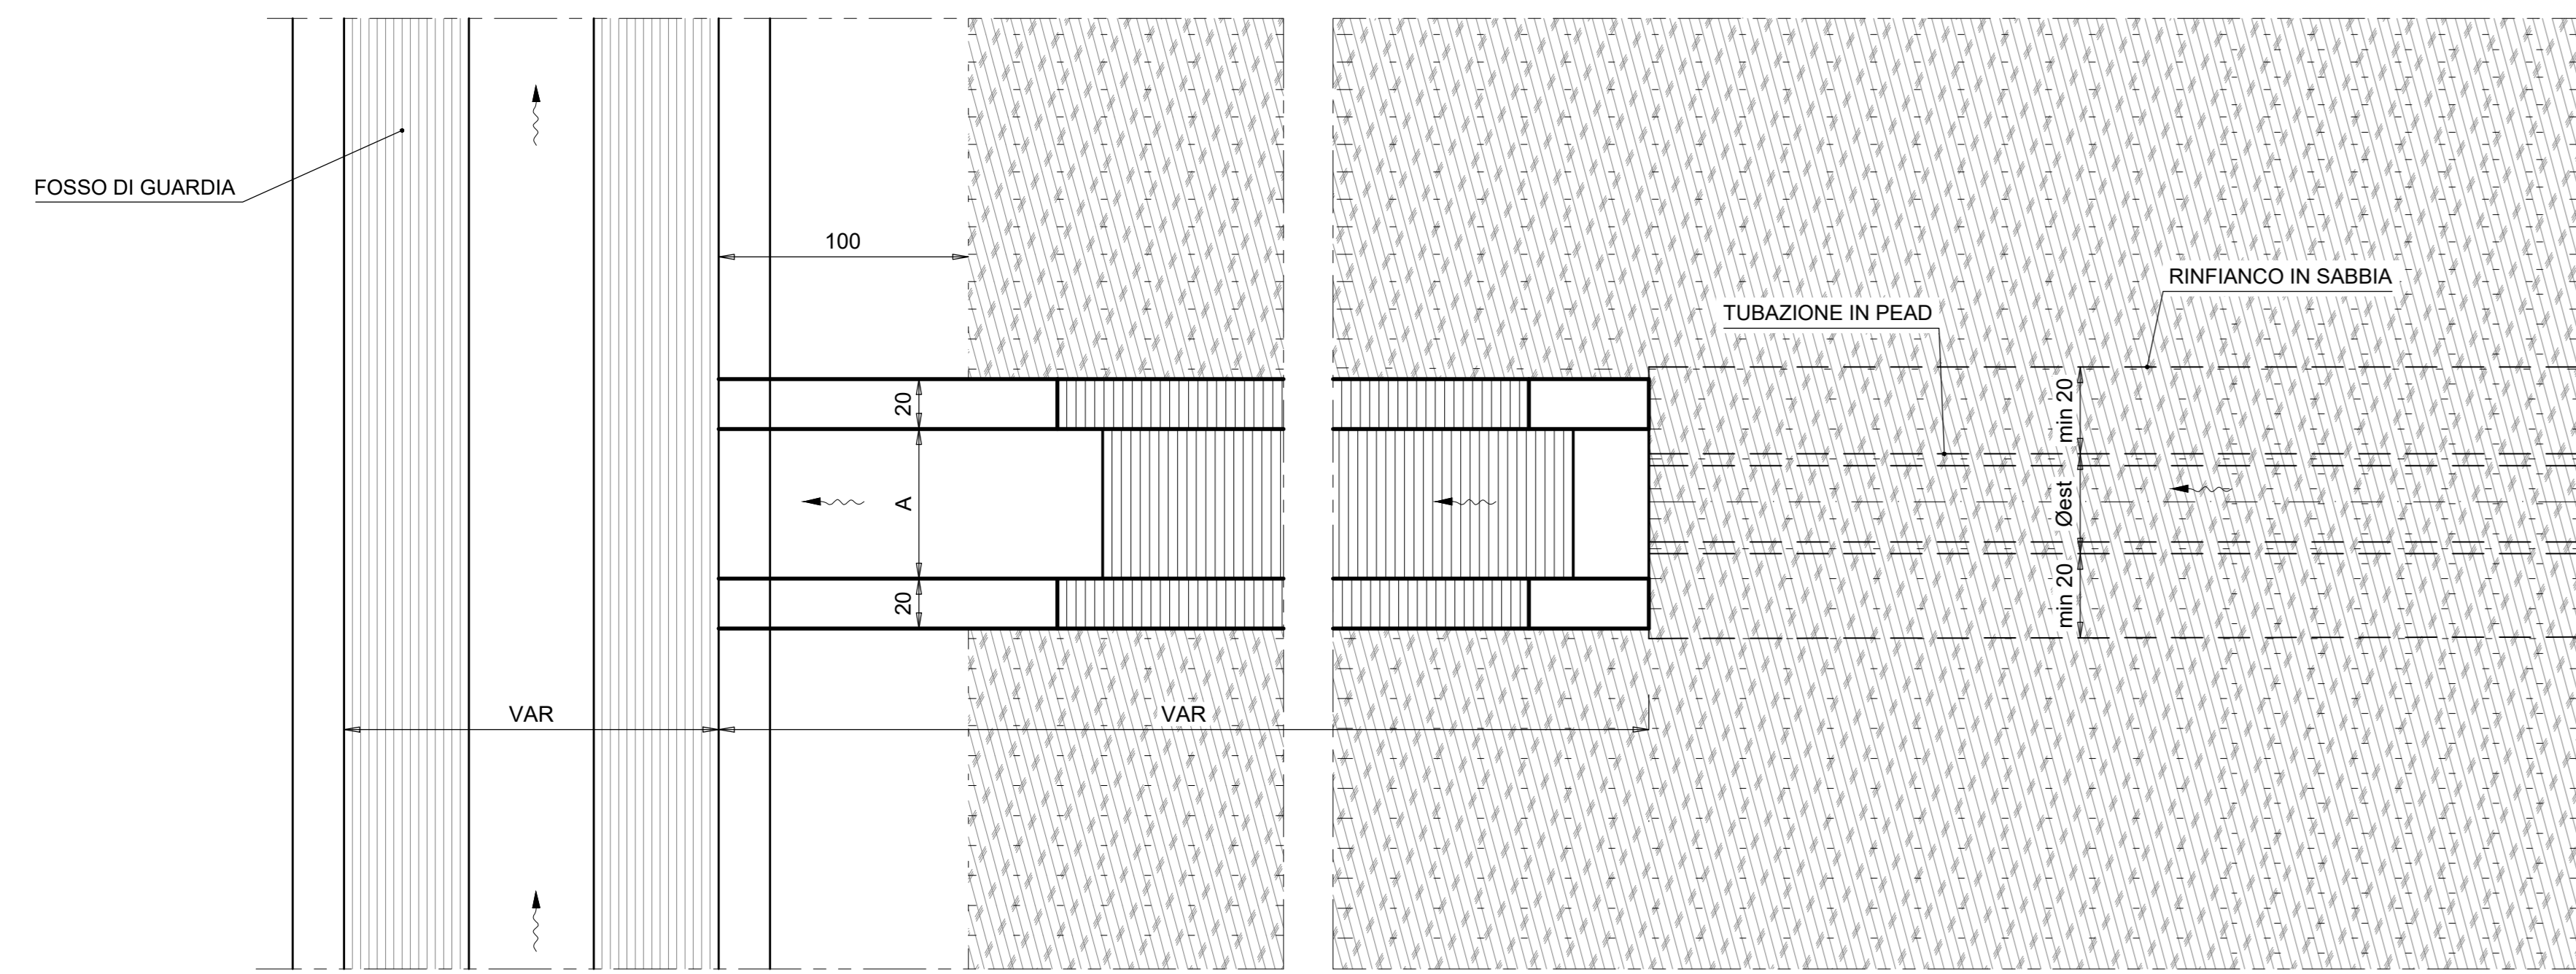 FOSSO DI GUARDIA
100
RINFIANCO IN SABBIA
TUBAZIONE IN PEAD
20
min 20
A
Øest
20
min 20
VAR
VAR